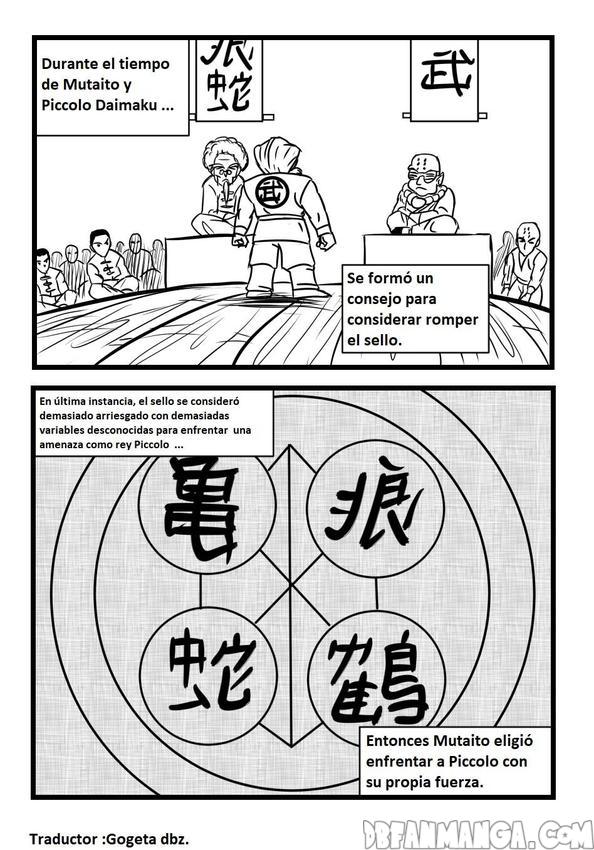 Durante el tiempo
de Mutaito y
Piccolo Daimaku ...
狼
蛇
武
武
Se formó un
consejo para
considerar romper
el sello.
En última instancia, el sello se consideró
demasiado arriesgado con demasiadas
variables desconocidas para enfrentar una
amenaza como rey Piccolo ...
亀
狼
蛇
鶴
Entonces Mutaito eligió
enfrentar a Piccolo con
su propia fuerza.
Traductor :Gogeta dbz.
DBFANMANGA.COM